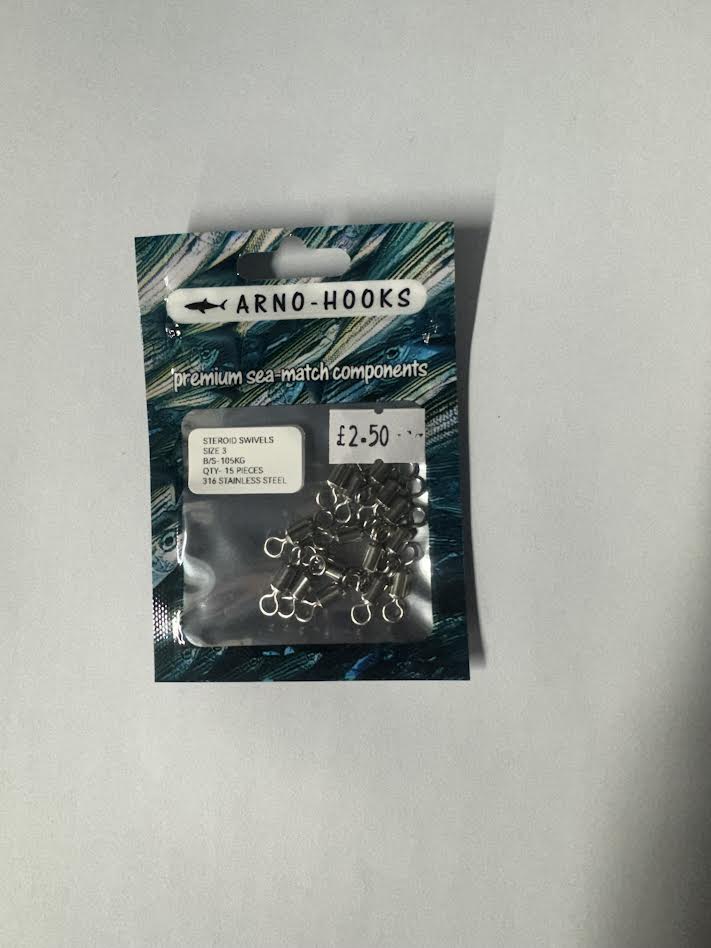 ARNO-HOOKS
premium sea-match components
£2.50
STEROID SWIVELS
SIZE 3
B/S-105KG
QTY- 15 PIECES
316 STAINLESS STEEL